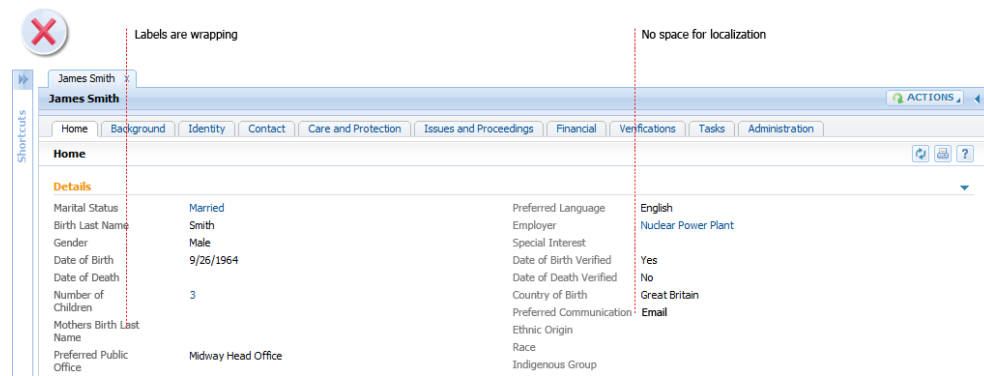 Labels are wrapping
No space for localization
James Smith x
James Smith
ACTIONS
Shortcuts
Home Background Identity Contact Care and Protection Issues and Proceedings Financial Verifications Tasks Administration
Home
?
Details
Marital Status Married Preferred Language English
Birth Last Name Smith Employer Nuclear Power Plant
Gender Male Special Interest
Date of Birth 9/26/1964 Date of Birth Verified Yes
Date of Death Date of Death Verified No
Number of
Children
3 Country of Birth Great Britain
Preferred Communication Email
Mothers Birth Last
Name
Ethnic Origin
Race
Preferred Public
Office
Midway Head Office
Indigenous Group